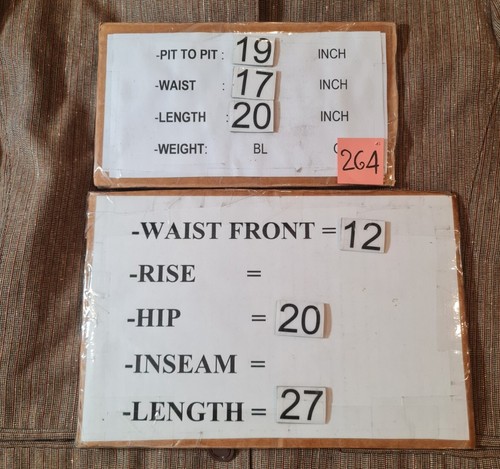 -PIT TO PIT : 19 INCH
-WAIST : 17 INCH
-LENGTH : 20 INCH
-WEIGHT: BL
264
-WAIST FRONT = 12
-RISE =
-HIP = 20
-INSEAM =
-LENGTH = 27